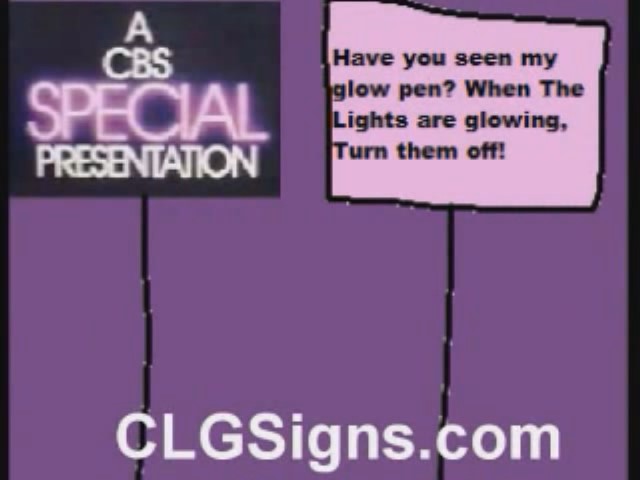 A
CBS
SPECIAL
PRESENTATION
Have you seen my
glow pen? When The
Lights are glowing,
Turn them off!
CLGSigns.com